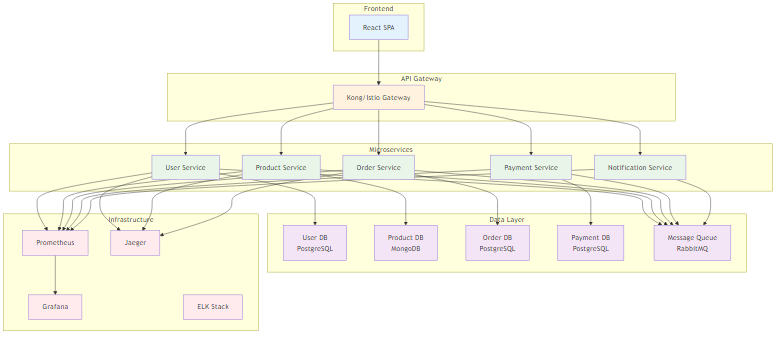 Frontend
React SPA
API Gateway
Kong/Istio Gateway
Microservices
User Service
Product Service
Order Service
Payment Service
Notification Service
Infrastructure
Prometheus
Jaeger
Grafana
ELK Stack
Data Layer
User DB
PostgreSQL
Product DB
MongoDB
Order DB
PostgreSQL
Payment DB
PostgreSQL
Message Queue
RabbitMQ